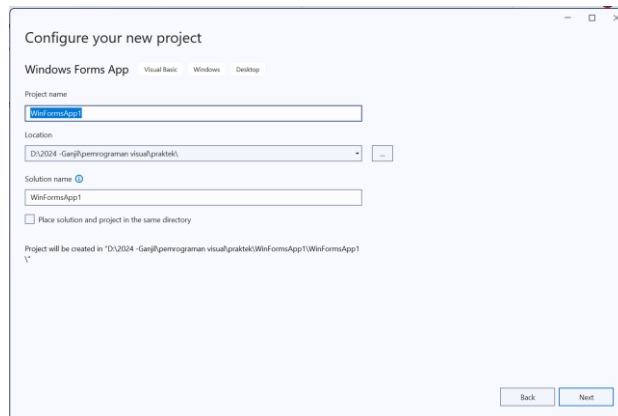 Configure your new project
Windows Forms App Visual Basic Windows Desktop
Project name
WinFormsApp1
Location
D:\2024 -Ganjil\pemrograman visual\praktek\
...
Solution name
WinFormsApp1
Place solution and project in the same directory
Project will be created in "D:\2024 -Ganjil\pemrograman visual\praktek\WinFormsApp1\WinFormsApp1
\"
Back Next